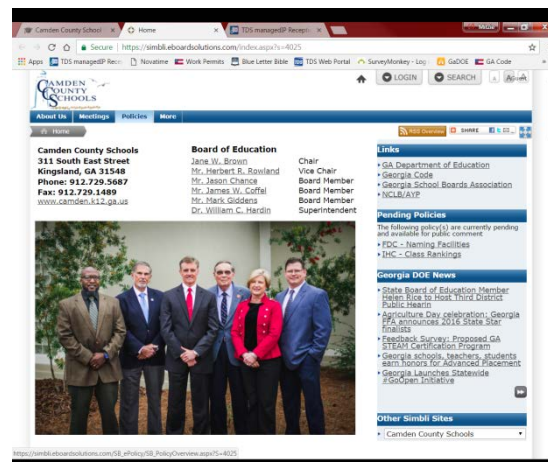 Camden County School
Home
TDS managedIP Recepti
Secure | https://simbli.eboardsolutions.com/index.aspx?s=4025
Apps
TDS managedIP Rece
Novatime
Work Permits
Blue Letter Bible
TDS Web Portal
SurveyMonkey - Log
GaDOE
GA Code
CAMDEN
COUNTY
SCHOOLS
LOGIN
SEARCH
About Us
Meetings
Policies
More
Home
RSS Overview
SHARE
Camden County Schools
311 South East Street
Kingsland, GA 31548
Phone: 912.729.5687
Fax: 912.729.1489
www.camden.k12.ga.us
Board of Education
Jane W. Brown Chair
Mr. Herbert R. Rowland Vice Chair
Mr. Jason Chance Board Member
Mr. James W. Coffel Board Member
Mr. Mark Giddens Board Member
Dr. William C. Hardin Superintendent
Links
GA Department of Education
Georgia Code
Georgia School Boards Association
NCLB/AYP
Pending Policies
The following policy(s) are currently pending
and available for public comment
FDC - Naming Facilities
IHC - Class Rankings
Georgia DOE News
State Board of Education Member
Helen Rice to Host Third District
Public Hearin
Agriculture Day celebration: Georgia
FFA announces 2016 State Star
finalists
Feedback Survey: Proposed GA
STEAM Certification Program
Georgia schools, teachers, students
earn honors for Advanced Placement
Georgia Launches Statewide
#GoOpen Initiative
Other Simbli Sites
Camden County Schools
https://simbli.eboardsolutions.com/SB_ePolicy/SB_PolicyOverview.aspx?S=4025